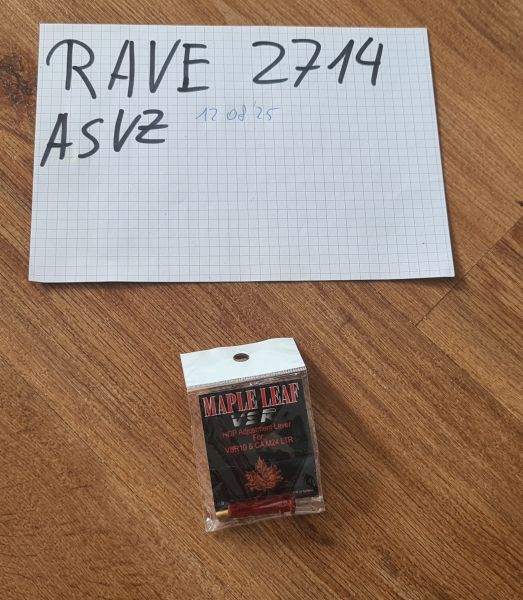 RAVE 2714
ASVZ 12 08/25
MAPLE LEAF
VSR
HOP Adjustment Lever
For
VSR10 & CA M24 LTR